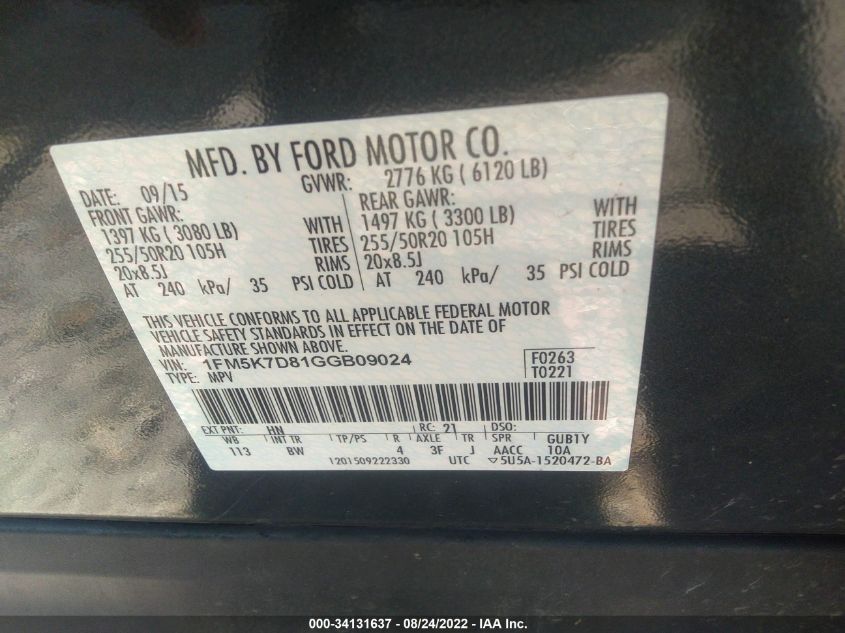 MFD. BY FORD MOTOR CO.
DATE: 09/15 GVWR: 2776 KG ( 6120 LB)
FRONT GAWR: REAR GAWR:
1397 KG ( 3080 LB) WITH 1497 KG ( 3300 LB) WITH
255/50R20 105H TIRES 255/50R20 105H TIRES
20x8.5J RIMS 20x8.5J RIMS
AT 240 kPa/ 35 PSI COLD AT 240 kPa/ 35 PSI COLD
THIS VEHICLE CONFORMS TO ALL APPLICABLE FEDERAL MOTOR
VEHICLE SAFETY STANDARDS IN EFFECT ON THE DATE OF
MANUFACTURE SHOWN ABOVE.
VIN: 1FM5K7D81GGB09024 F0263
TYPE: MPV T0221
EXT PNT: HN RC: 21 DSO:
WB INT TR TP/PS R AXLE TR SPR GUB1Y
113 BW 4 3F J AACC 10A
1201509222330 UTC ▽5U5A-1520472-BA
000-34131637 - 08/24/2022 - IAA Inc.